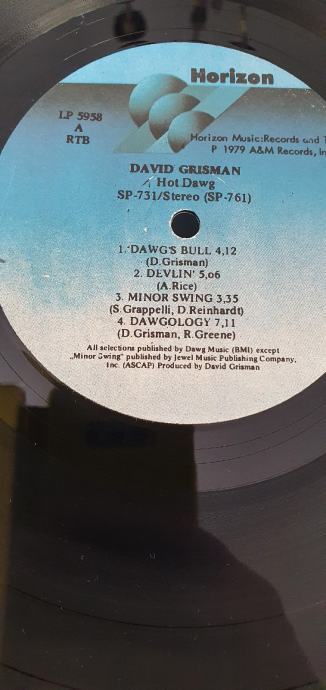 Horizon
LP 5958
A
RTB
Horizon Music:Records and
P 1979 A&M Records, In
DAVID GRISMAN
Hot Dawg
SP-731/Stereo (SP-761)
1. DAWG'S BULL 4,12
(D.Grisman)
2. DEVLIN' 5,06
(A.Rice)
3. MINOR SWING 3,35
(S.Grappelli, D.Reinhardt)
4. DAWGOLOGY 7,11
(D.Grisman, R.Greene)
All selections published by Dawg Music (BMI) except
„Minor Swing" published by Jewel Music Publishing Company,
Inc. (ASCAP) Produced by David Grisman